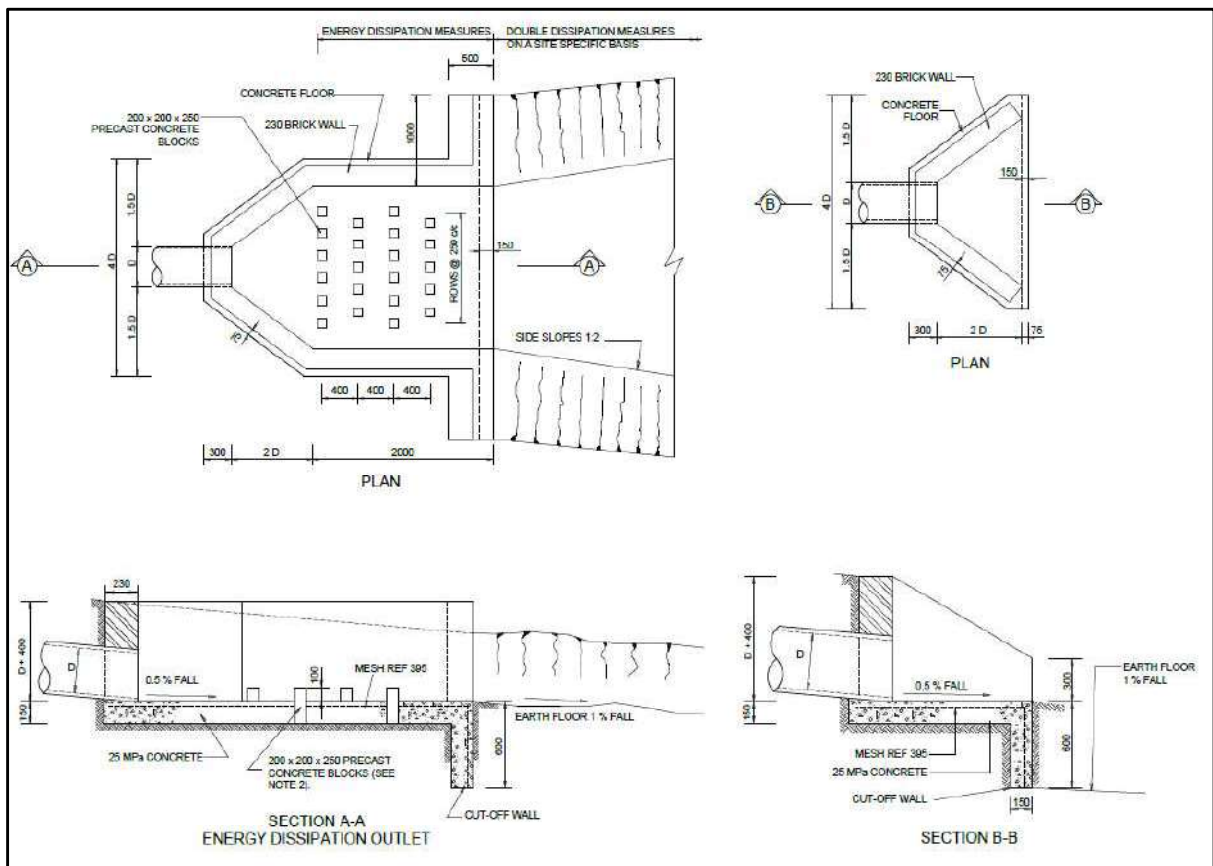 ENERGY DISSIPATION MEASURES
DOUBLE DISSIPATION MEASURES
ON A SITE SPECIFIC BASIS
500
CONCRETE FLOOR
230 BRICK WALL
200 x 200 x 250
PRECAST CONCRETE
BLOCKS
1000
1.5 D
4 D
D
1.5 D
A
ROWS @ 250 c/c
150
A
75
SIDE SLOPES 1:2
400
400
400
300
2 D
2000
PLAN
230 BRICK WALL
CONCRETE
FLOOR
1.5 D
4 D
D
1.5 D
150
B
B
75
300
2 D
75
PLAN
230
D + 400
D
150
0.5 % FALL
100
MESH REF 395
EARTH FLOOR 1 % FALL
25 MPa CONCRETE
200 x 200 x 250 PRECAST
CONCRETE BLOCKS (SEE
NOTE 2).
600
CUT-OFF WALL
SECTION A-A
ENERGY DISSIPATION OUTLET
D + 400
D
150
0.5 % FALL
300
EARTH FLOOR
1 % FALL
MESH REF 395
25 MPa CONCRETE
600
CUT-OFF WALL
150
SECTION B-B